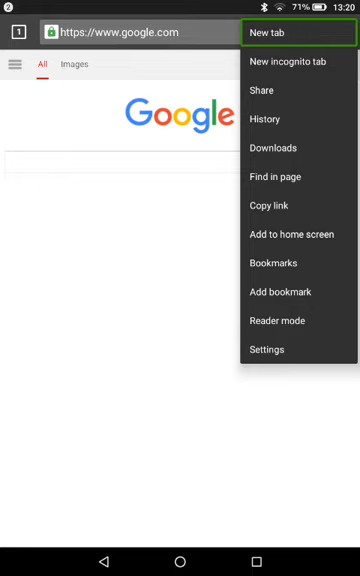 2 71% 13:20
1 https://www.google.com
New tab
New incognito tab
Share
History
Downloads
Find in page
Copy link
Add to home screen
Bookmarks
Add bookmark
Reader mode
Settings
All Images
Google